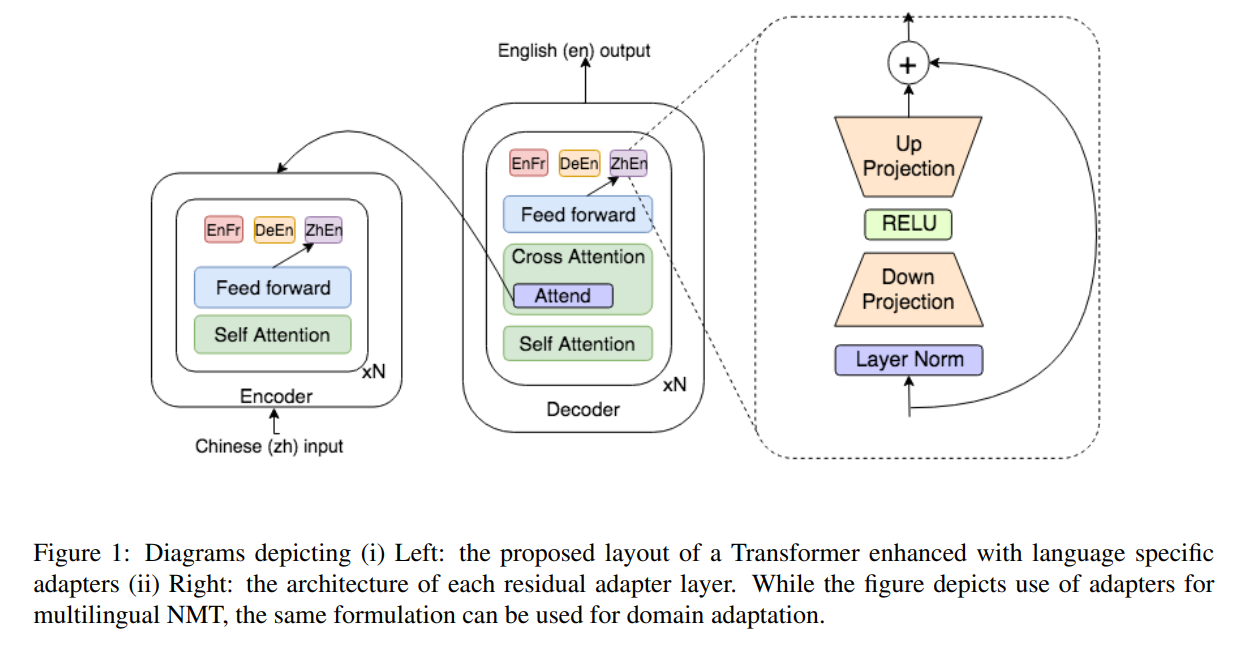 English (en) output
EnFr DeEn ZhEn
Feed forward
Cross Attention
Attend
Self Attention
xN
Decoder
EnFr DeEn ZhEn
Feed forward
Self Attention
xN
Encoder
Chinese (zh) input
+
Up
Projection
RELU
Down
Projection
Layer Norm
Figure 1: Diagrams depicting (i) Left: the proposed layout of a Transformer enhanced with language specific
adapters (ii) Right: the architecture of each residual adapter layer. While the figure depicts use of adapters for
multilingual NMT, the same formulation can be used for domain adaptation.